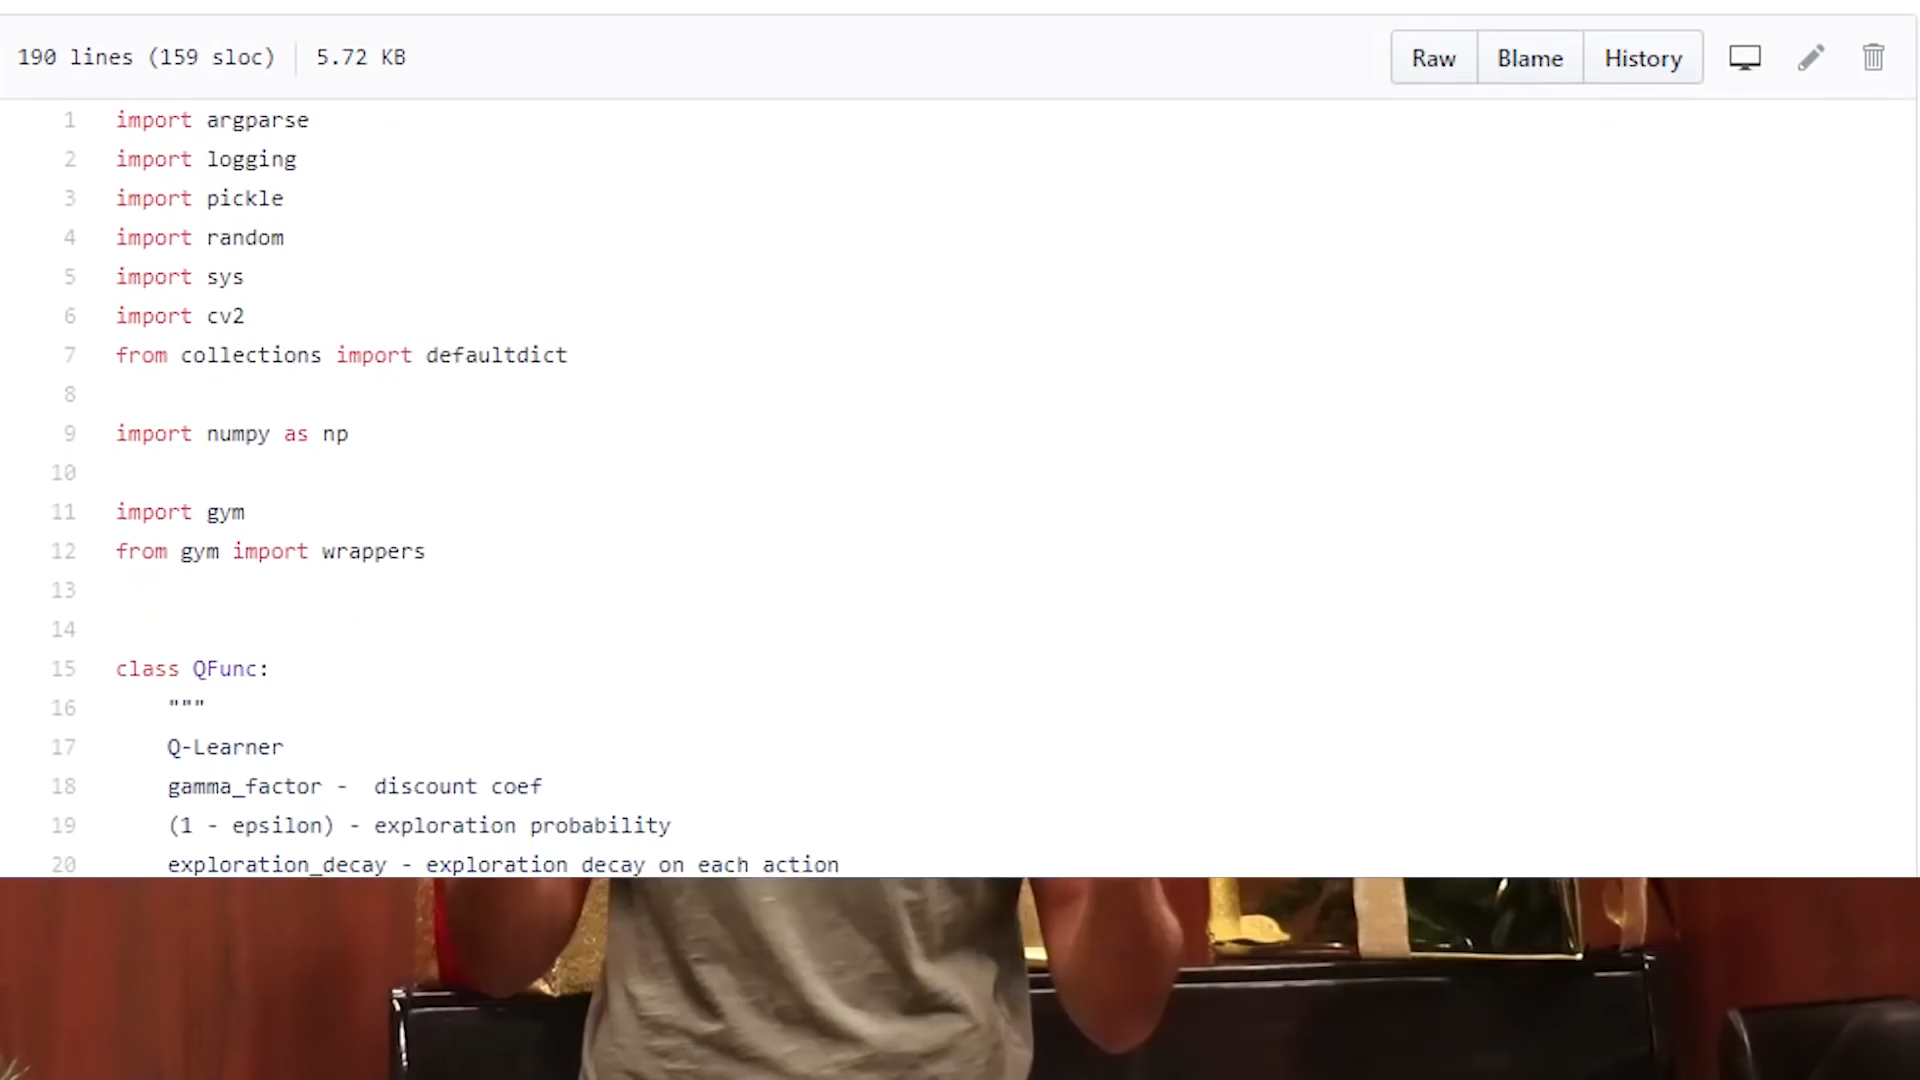 190 lines (159 sloc) 5.72 KB Raw Blame History
1 import argparse
2 import logging
3 import pickle
4 import random
5 import sys
6 import cv2
7 from collections import defaultdict
8
9 import numpy as np
10
11 import gym
12 from gym import wrappers
13
14
15 class QFunc:
16 """
17 Q-Learner
18 gamma_factor -  discount coef
19 (1 - epsilon) - exploration probability
20 exploration_decay - exploration decay on each action